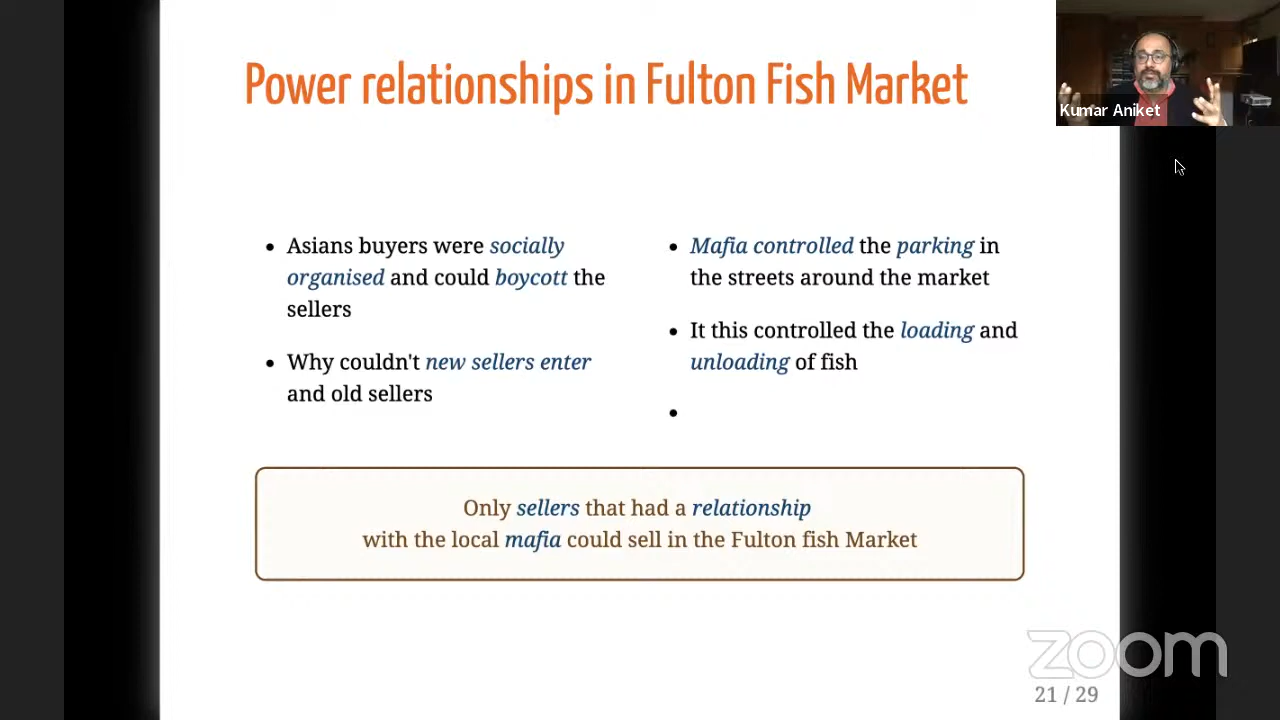 Power relationships in Fulton Fish Market
Kumar Aniket
• Asians buyers were socially
organised and could boycott the
sellers
• Why couldn't new sellers enter
and old sellers
• Mafia controlled the parking in
the streets around the market
• It this controlled the loading and
unloading of fish
•
Only sellers that had a relationship
with the local mafia could sell in the Fulton fish Market
zoom
21 / 29